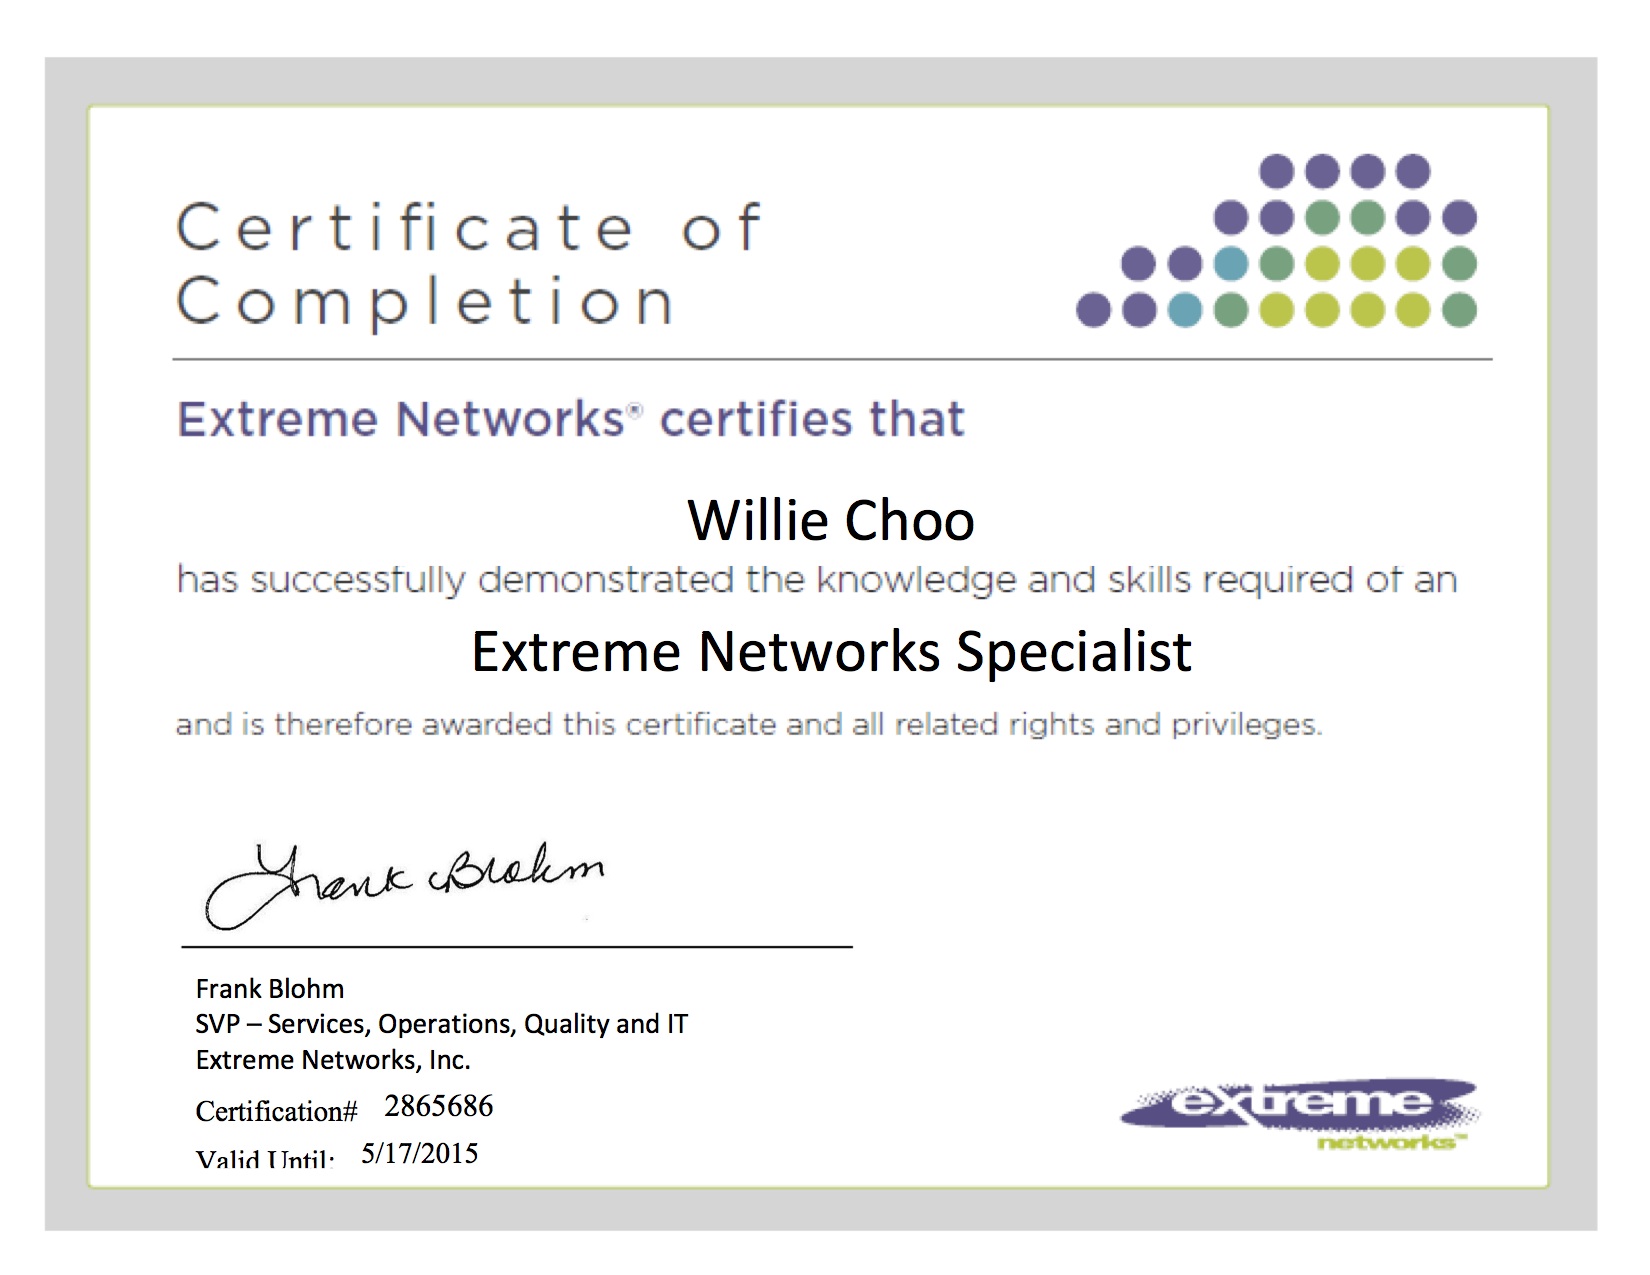 Certificate of
Completion
Extreme Networks® certifies that
Willie Choo
has successfully demonstrated the knowledge and skills required of an
Extreme Networks Specialist
and is therefore awarded this certificate and all related rights and privileges.
Frank Blohm
Frank Blohm
SVP – Services, Operations, Quality and IT
Extreme Networks, Inc.
Certification# 2865686
Valid Until: 5/17/2015
extreme
networks™